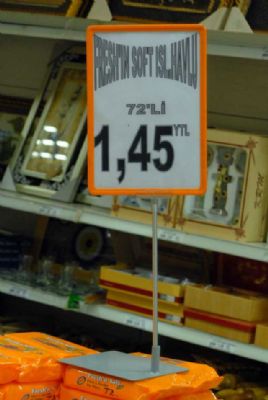 FRESH'IN SOFT ISL.HAVLU
72'Lİ
1,45 YTL